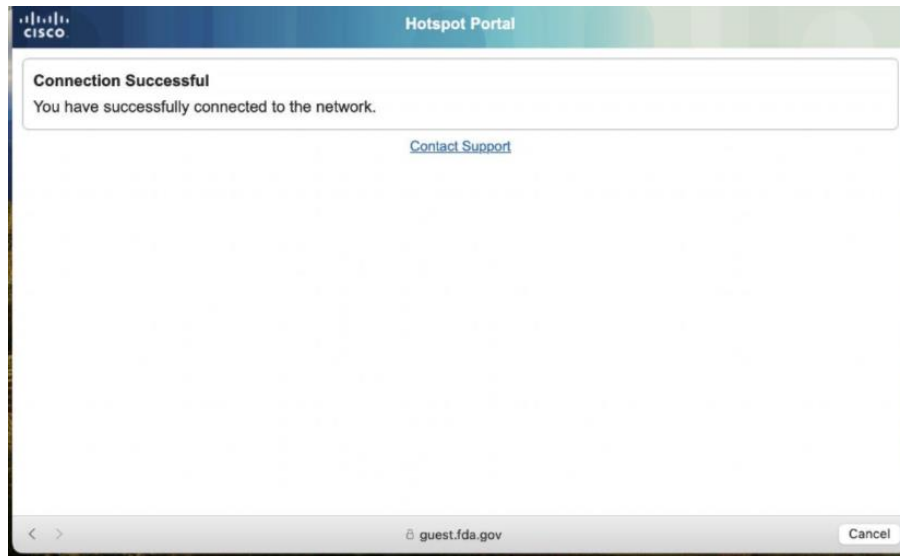 CISCO
Hotspot Portal
Connection Successful
You have successfully connected to the network.
Contact Support
guest.fda.gov
Cancel